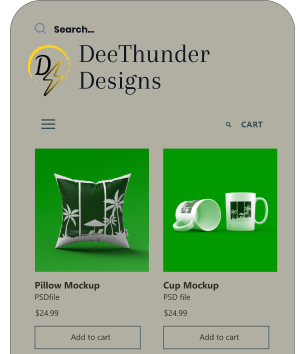 Search...
D
DeeThunder
Designs
CART
Pillow Mockup
PSDfile
$24.99
Add to cart
Cup Mockup
PSD file
$24.99
Add to cart